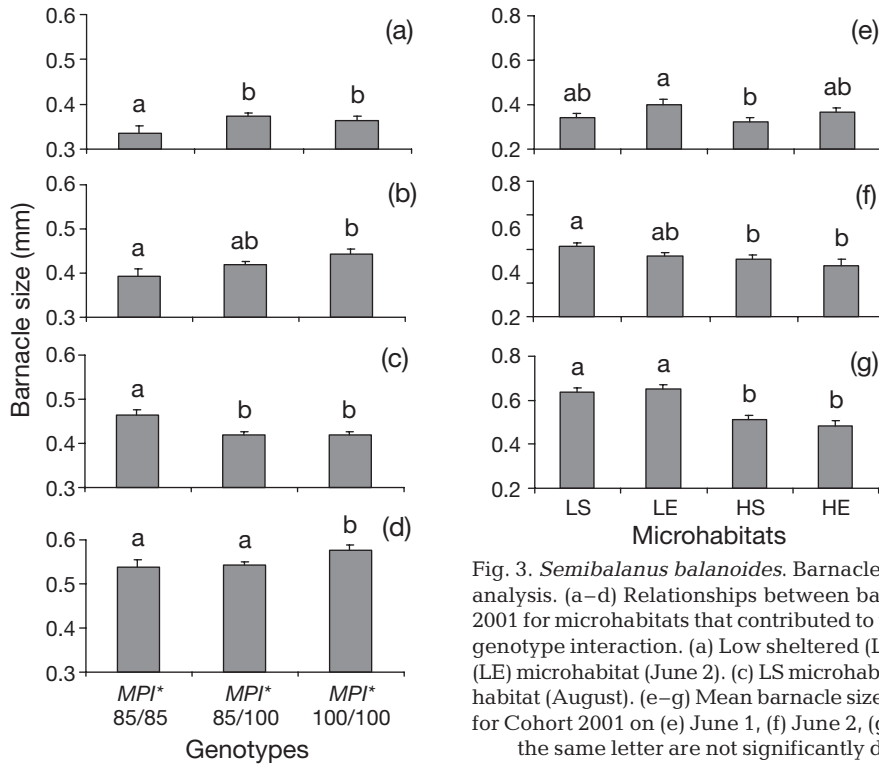 0.6
0.5
0.4
0.3
(a)
a
b
b
0.6
0.5
0.4
0.3
(b)
a
ab
b
0.6
0.5
0.4
0.3
(c)
a
b
b
0.6
0.5
0.4
0.3
(d)
a
a
b
Barnacle size (mm)
MPI* MPI* MPI*
85/85 85/100 100/100
Genotypes
0.8
0.6
0.4
0.2
(e)
ab
a
b
ab
0.6
0.4
0.2
(f)
a
ab
b
b
0.8
0.6
0.4
0.2
(g)
a
a
b
b
LS LE HS HE
Microhabitats
Fig. 3. Semibalanus balanoides. Barnacle
analysis. (a–d) Relationships between ba
2001 for microhabitats that contributed to
genotype interaction. (a) Low sheltered (L
(LE) microhabitat (June 2). (c) LS microhab
habitat (August). (e–g) Mean barnacle size
for Cohort 2001 on (e) June 1, (f) June 2, (g
the same letter are not significantly d